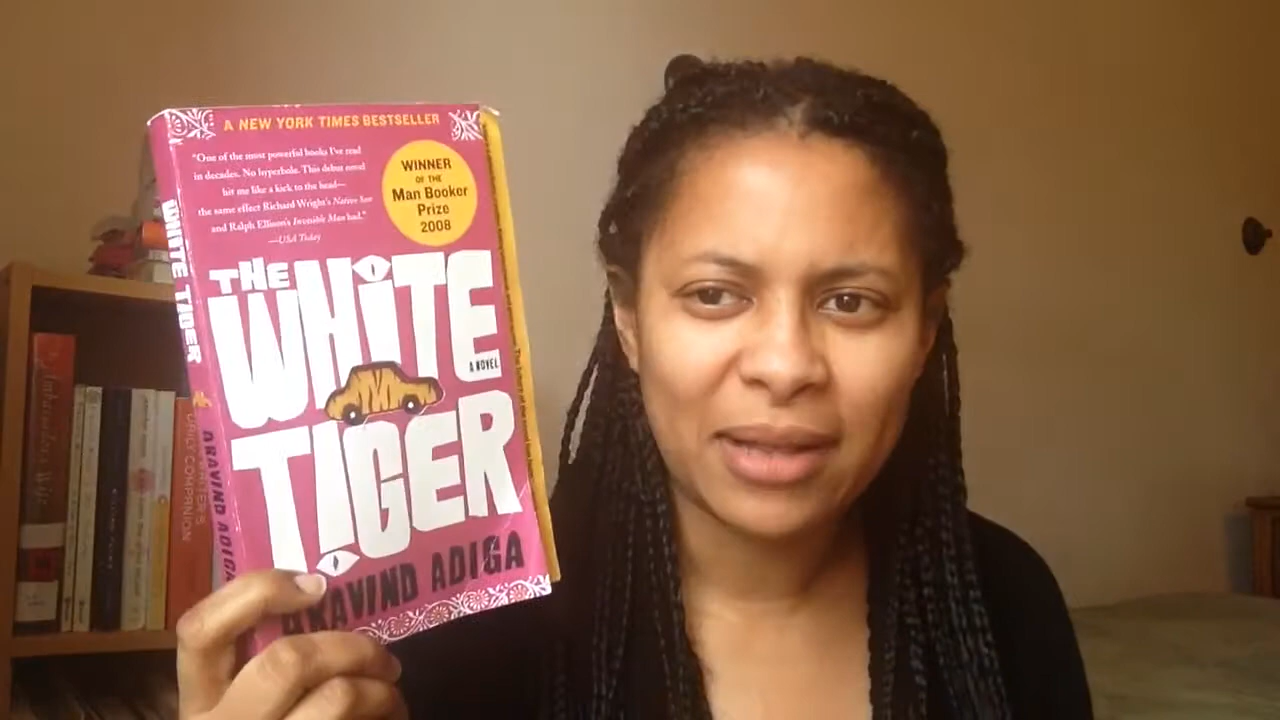 A NEW YORK TIMES BESTSELLER
"One of the most powerful books I've read
in decades. No hyperbole. This debut novel
hit me like a kick to the head—
the same effect Richard Wright's Native Son
and Ralph Ellison's Invisible Man had."
—USA Today
WINNER
OF THE
Man Booker
Prize
2008
THE
WHITE
A NOVEL
TIGER
ARAVIND ADIGA
WHITE TIGER
ARAVIND ADIGA
COMPANION